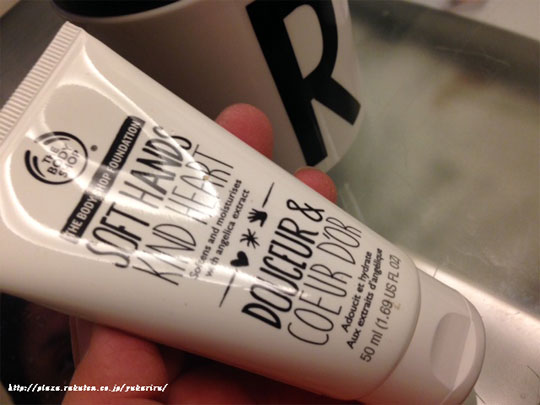 R
THE
BODY
SHOP®
THE BODY SHOP FOUNDATION
SOFT HANDS
KIND HEART
Softens and moisturises
with angelica extract
DOUCEUR &
COEUR D'OR
Adoucit et hydrate
Aux extraits d'angélique
50 ml (1.69 US FL OZ)
http://plaza.rakuten.co.jp/yukariru/